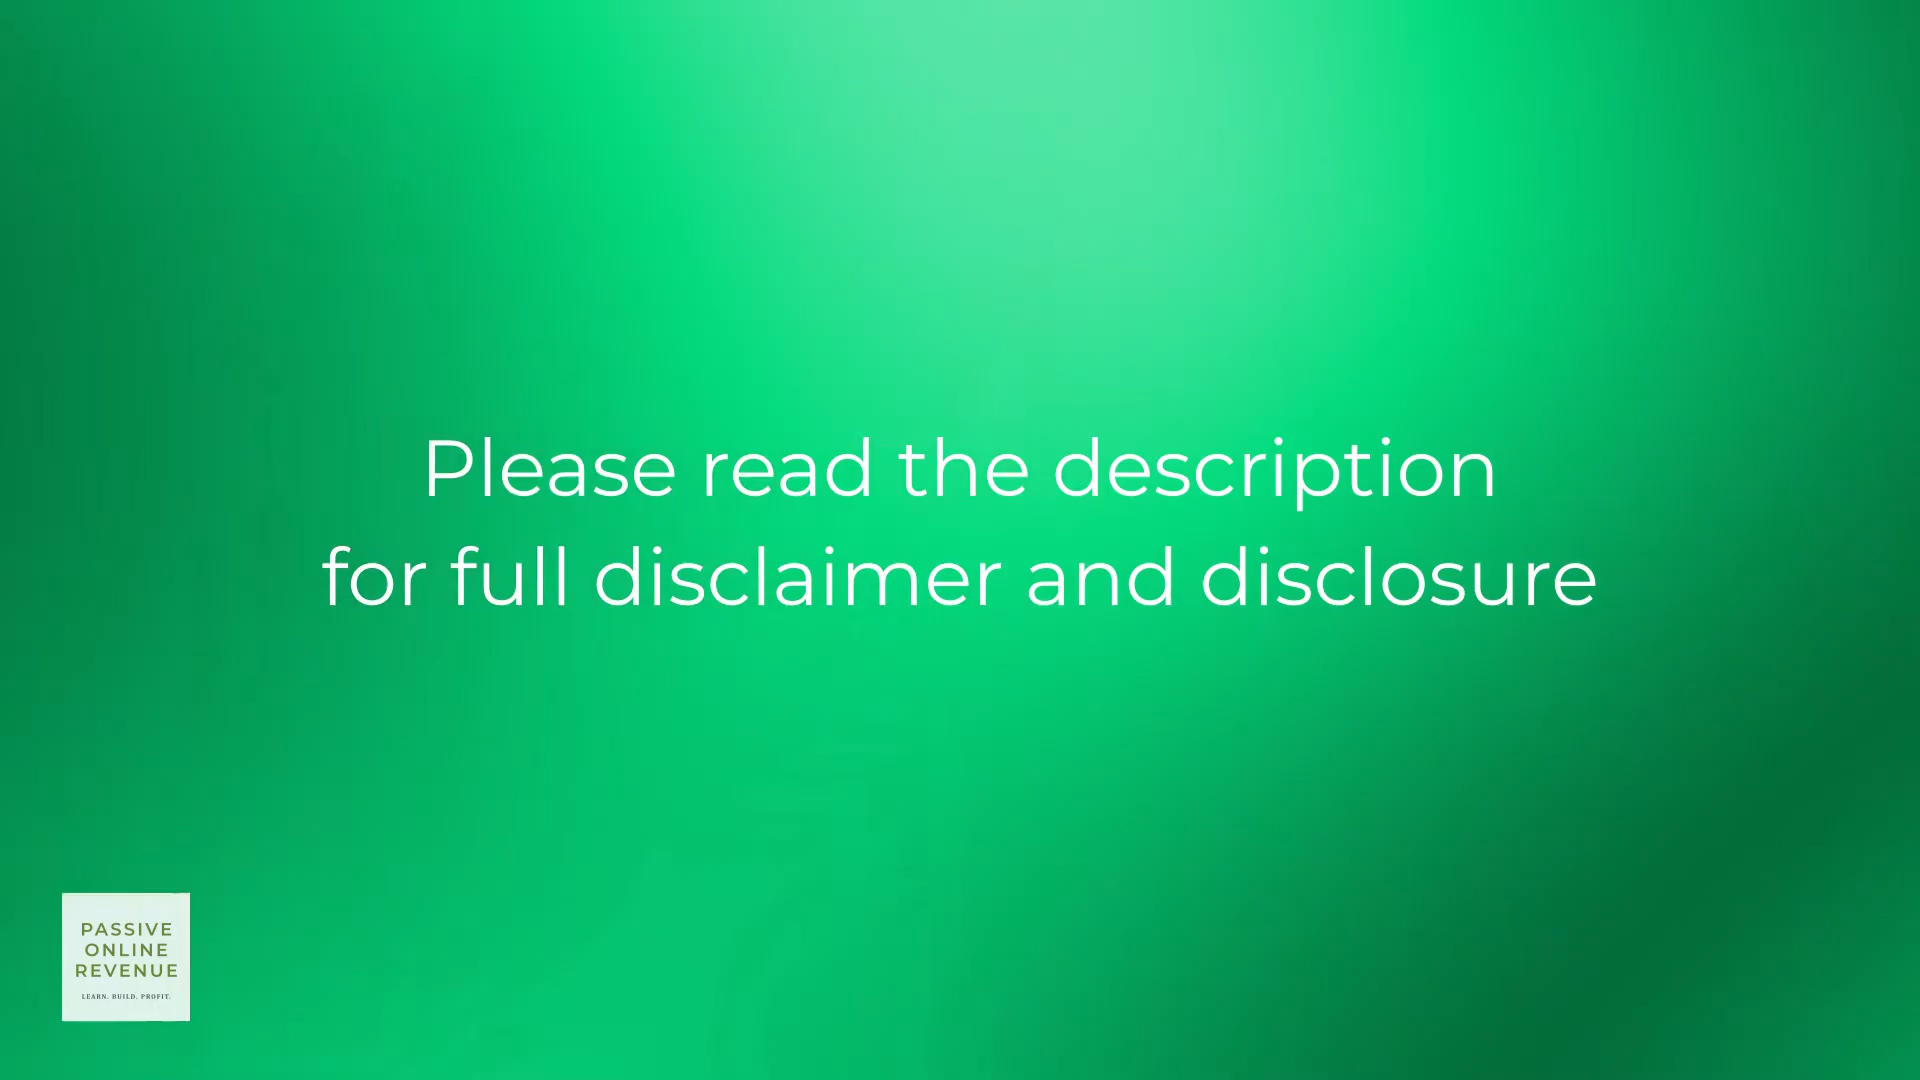 Please read the description
for full disclaimer and disclosure
PASSIVE
ONLINE
REVENUE
LEARN. BUILD. PROFIT.